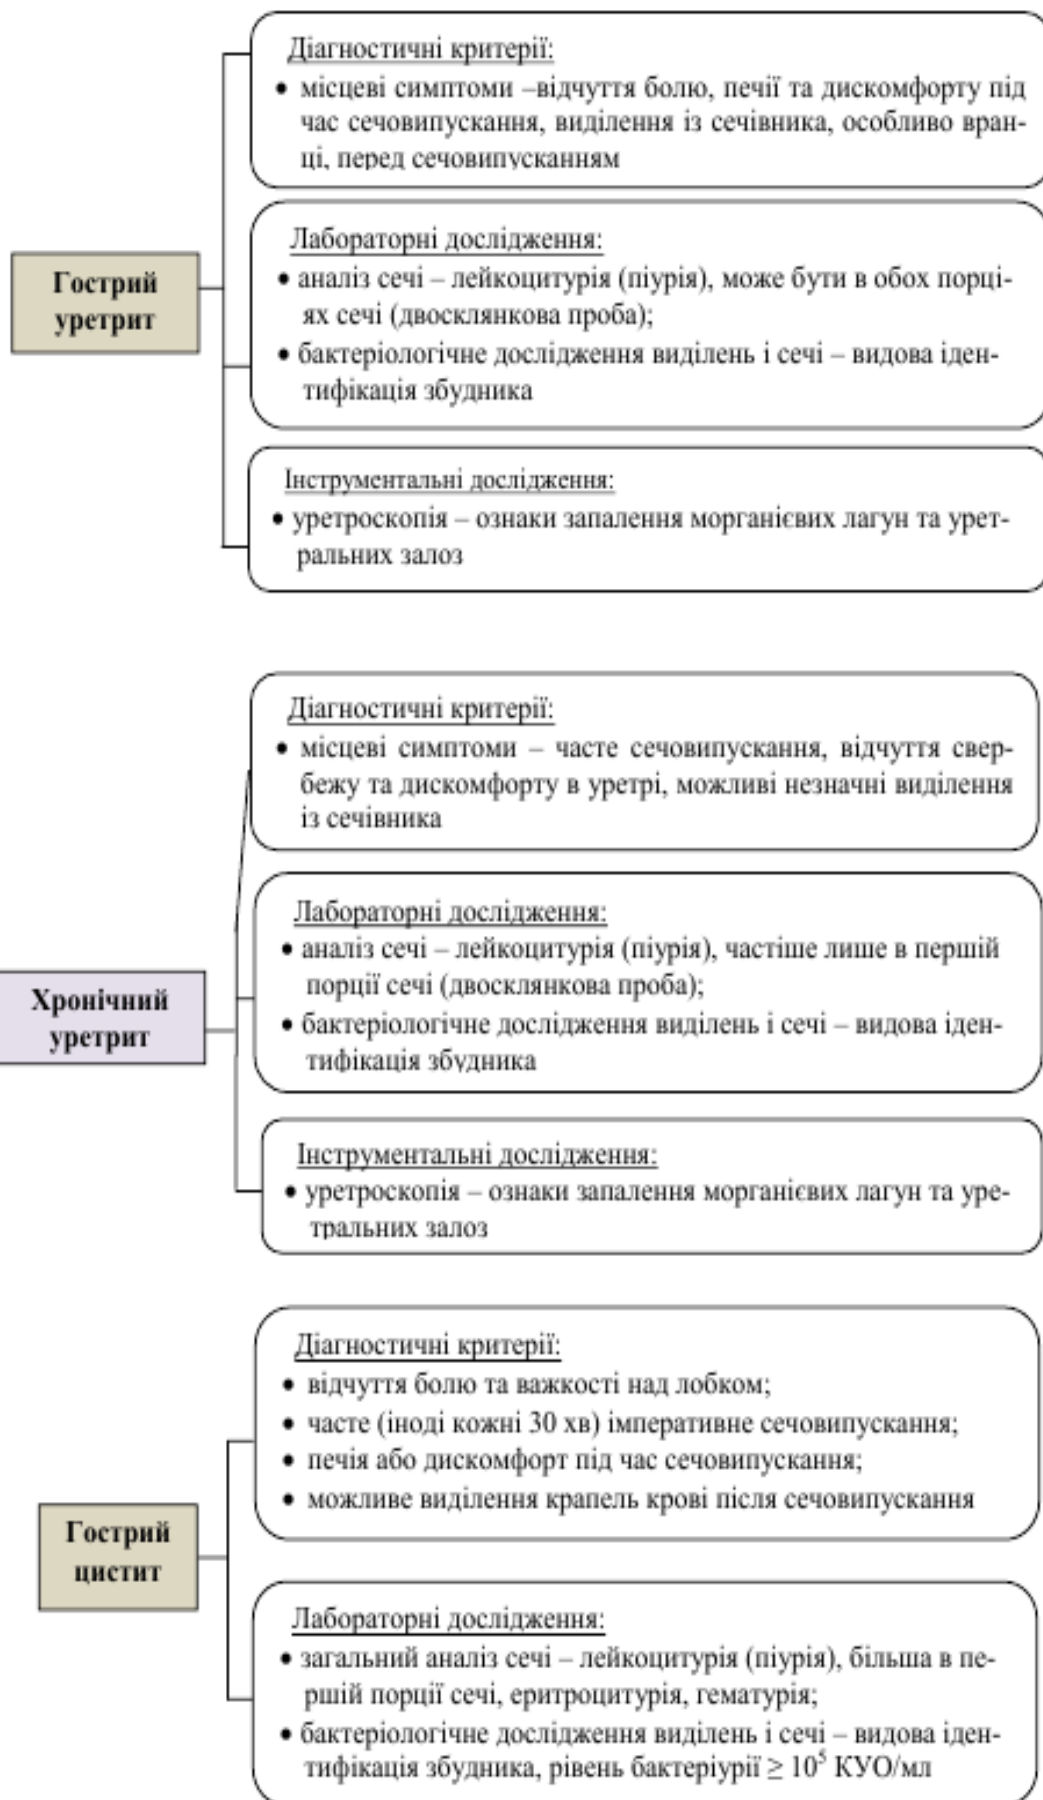 Діагностичні критерії:
• місцеві симптоми –відчуття болю, печії та дискомфорту під
час сечовипускання, виділення із сечівника, особливо вран-
ці, перед сечовипусканням
Гострий
уретрит
Лабораторні дослідження:
• аналіз сечі – лейкоцитурія (піурія), може бути в обох порці-
ях сечі (двосклянкова проба);
• бактеріологічне дослідження виділень і сечі – видова іден-
тифікація збудника
Інструментальні дослідження:
• уретроскопія – ознаки запалення морганієвих лагун та урет-
ральних залоз
Діагностичні критерії:
• місцеві симптоми – часте сечовипускання, відчуття свер-
бежу та дискомфорту в уретрі, можливі незначні виділення
із сечівника
Хронічний
уретрит
Лабораторні дослідження:
• аналіз сечі – лейкоцитурія (піурія), частіше лише в першій
порції сечі (двосклянкова проба);
• бактеріологічне дослідження виділень і сечі – видова іден-
тифікація збудника
Інструментальні дослідження:
• уретроскопія – ознаки запалення морганієвих лагун та уре-
тральних залоз
Діагностичні критерії:
• відчуття болю та важкості над лобком;
• часте (іноді кожні 30 хв) імперативне сечовипускання;
• печія або дискомфорт під час сечовипускання;
• можливе виділення крапель крові після сечовипускання
Гострий
цистит
Лабораторні дослідження:
• загальний аналіз сечі – лейкоцитурія (піурія), більша в пе-
ршій порції сечі, еритроцитурія, гематурія;
• бактеріологічне дослідження виділень і сечі – видова іден-
тифікація збудника, рівень бактеріурії ≥ 10⁵ КУО/мл